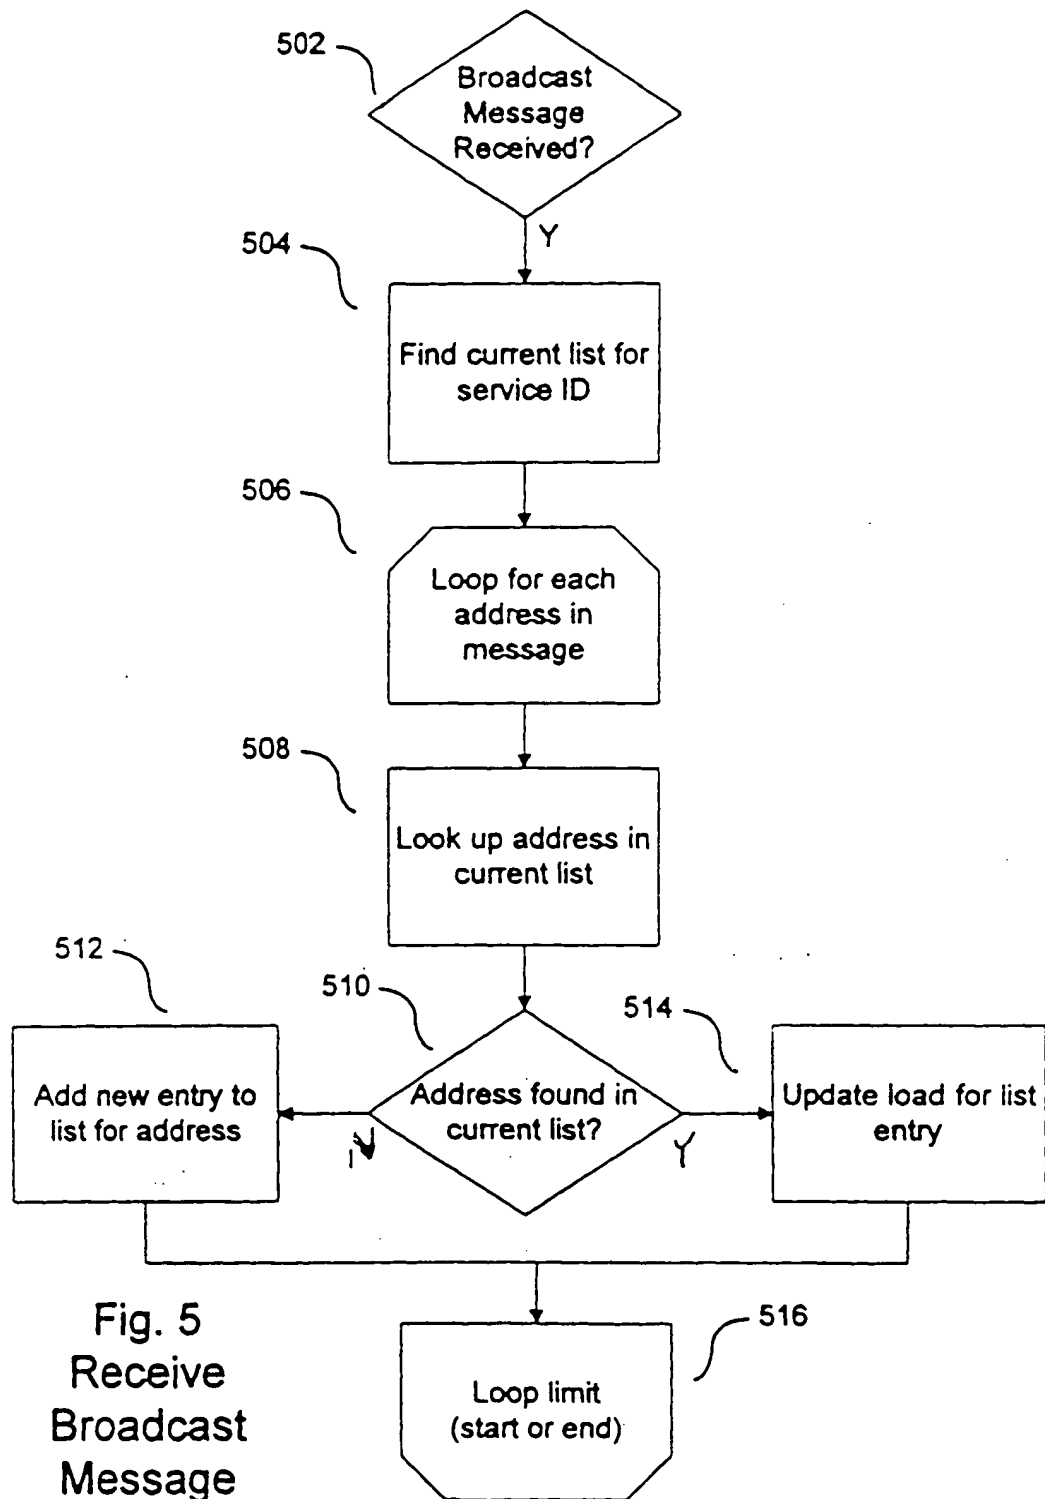 502
Broadcast
Message
Received?
Y
504
Find current list for
service ID
506
Loop for each
address in
message
508
Look up address in
current list
512
510
514
Add new entry to
list for address
Address found in
current list?
Update load for list
entry
N
Y
516
Loop limit
(start or end)
Fig. 5
Receive
Broadcast
Message